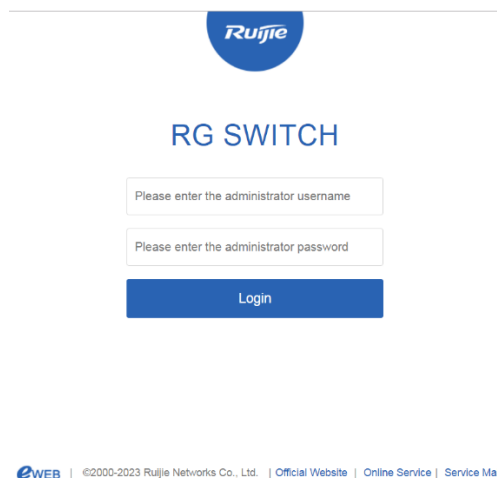 Ruijie
RG SWITCH
Please enter the administrator username
Please enter the administrator password
Login
eWEB | ©2000-2023 Ruijie Networks Co., Ltd. | Official Website | Online Service | Service Ma